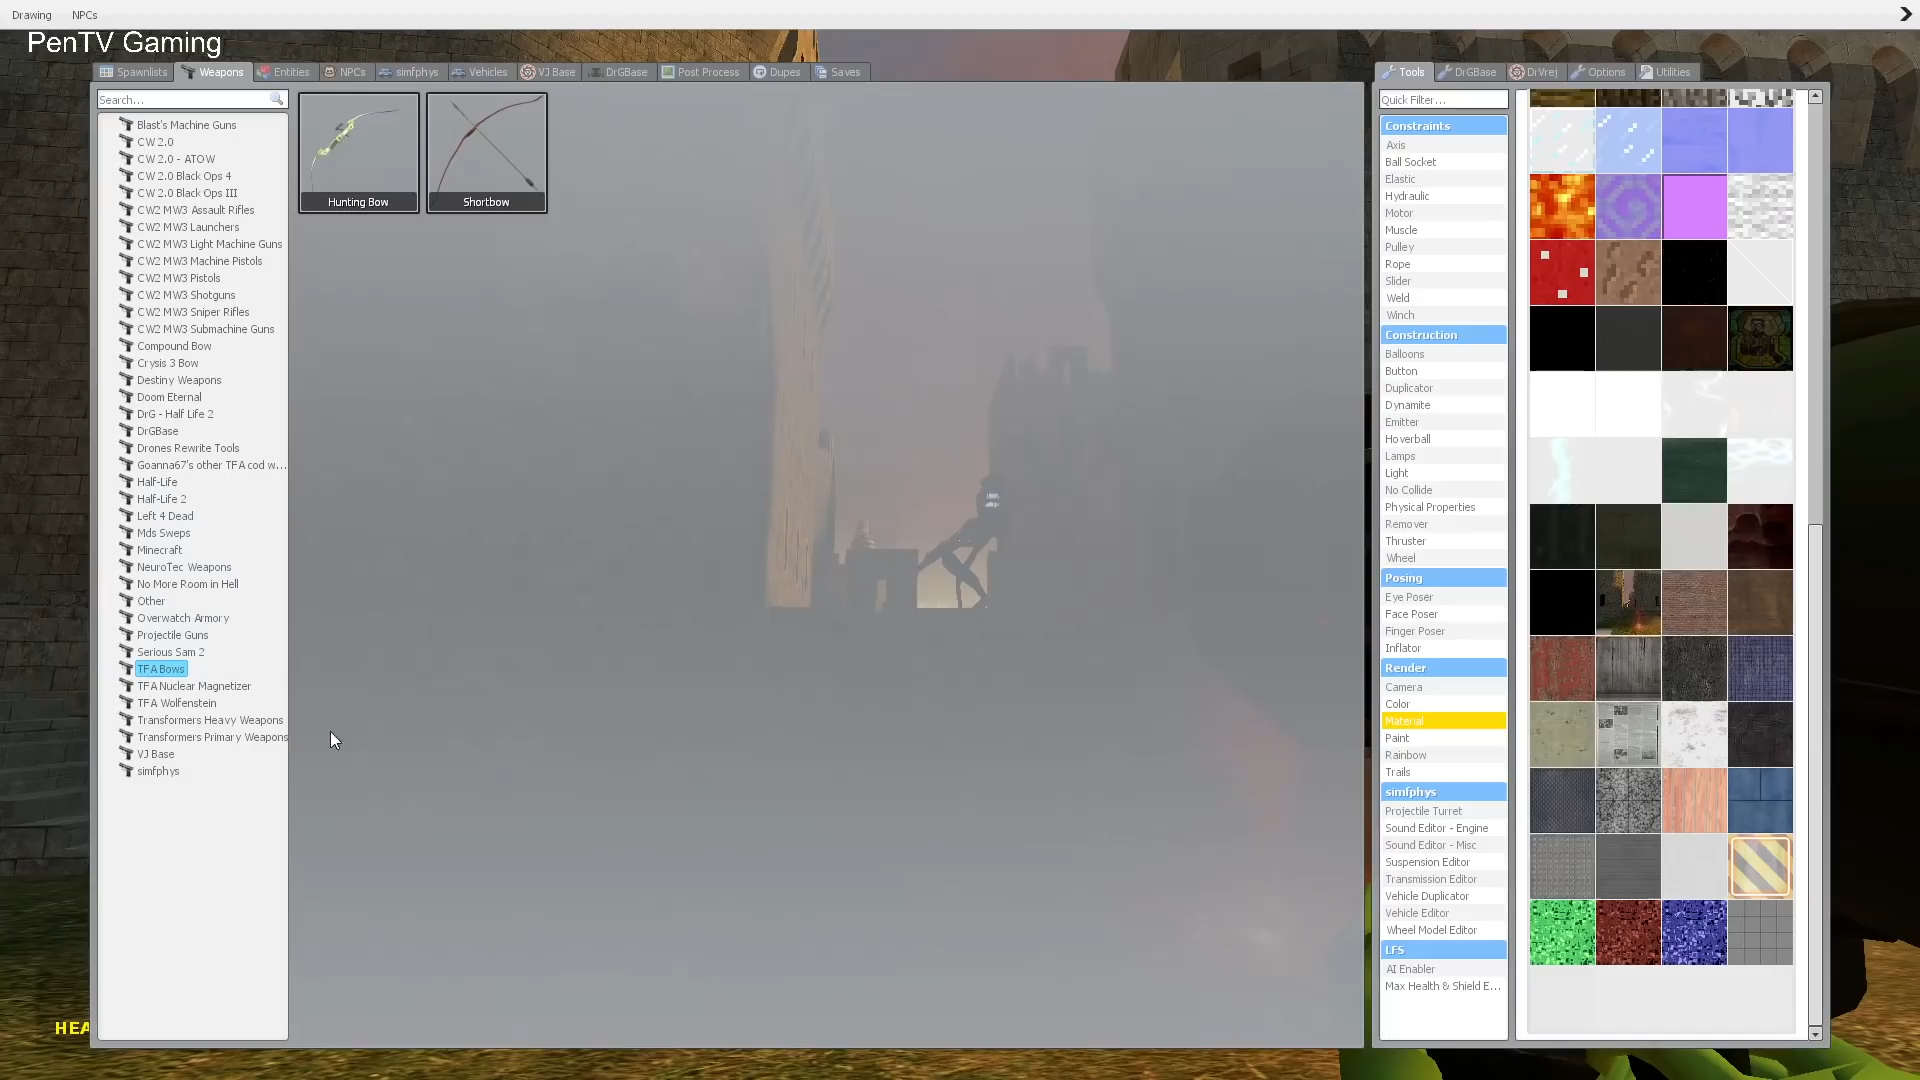 Drawing NPCs
PenTV Gaming
Spawnlists Weapons Entities NPCs simfphys Vehicles VJ Base DrGBase Post Process Dupes Saves
Search...
Blast's Machine Guns
CW 2.0
CW 2.0 - ATOW
CW 2.0 Black Ops 4
CW 2.0 Black Ops III
CW2 MW3 Assault Rifles
CW2 MW3 Launchers
CW2 MW3 Light Machine Guns
CW2 MW3 Machine Pistols
CW2 MW3 Pistols
CW2 MW3 Shotguns
CW2 MW3 Sniper Rifles
CW2 MW3 Submachine Guns
Compound Bow
Crysis 3 Bow
Destiny Weapons
Doom Eternal
DrG - Half Life 2
DrGBase
Drones Rewrite Tools
Goanna67's other TFA cod w...
Half-Life
Half-Life 2
Left 4 Dead
Mds Sweps
Minecraft
NeuroTec Weapons
No More Room in Hell
Other
Overwatch Armory
Projectile Guns
Serious Sam 2
TFA Bows
TFA Nuclear Magnetizer
TFA Wolfenstein
Transformers Heavy Weapons
Transformers Primary Weapons
VJ Base
simfphys
Hunting Bow
Shortbow
HEA
Tools DrGBase DrVrej Options Utilities
Quick Filter...
Constraints
Axis
Ball Socket
Elastic
Hydraulic
Motor
Muscle
Pulley
Rope
Slider
Weld
Winch
Construction
Balloons
Button
Duplicator
Dynamite
Emitter
Hoverball
Lamps
Light
No Collide
Physical Properties
Remover
Thruster
Wheel
Posing
Eye Poser
Face Poser
Finger Poser
Inflator
Render
Camera
Color
Material
Paint
Rainbow
Trails
simfphys
Projectile Turret
Sound Editor - Engine
Sound Editor - Misc
Suspension Editor
Transmission Editor
Vehicle Duplicator
Vehicle Editor
Wheel Model Editor
LFS
AI Enabler
Max Health & Shield E...